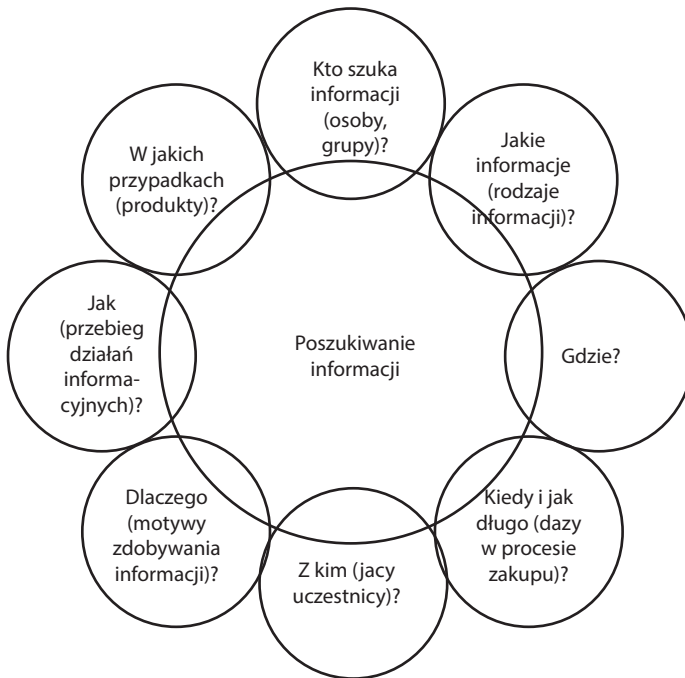 Kto szuka
informacji
(osoby,
grupy)?
Jakie
informacje
(rodzaje
informacji)?
Gdzie?
Kiedy i jak
długo (dazy
w procesie
zakupu)?
Z kim (jacy
uczestnicy)?
Dlaczego
(motywy
zdobywania
informacji)?
Jak
(przebieg
działań
informa-
cyjnych)?
W jakich
przypadkach
(produkty)?
Poszukiwanie
informacji